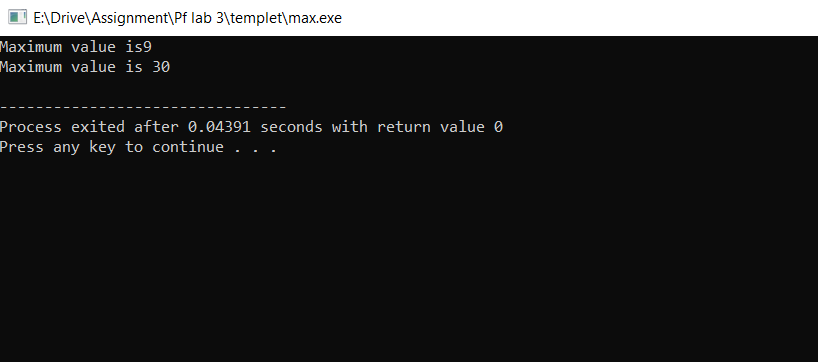 E:\Drive\Assignment\Pf lab 3\templet\max.exe
Maximum value is9
Maximum value is 30
--------------------------------
Process exited after 0.04391 seconds with return value 0
Press any key to continue . . .